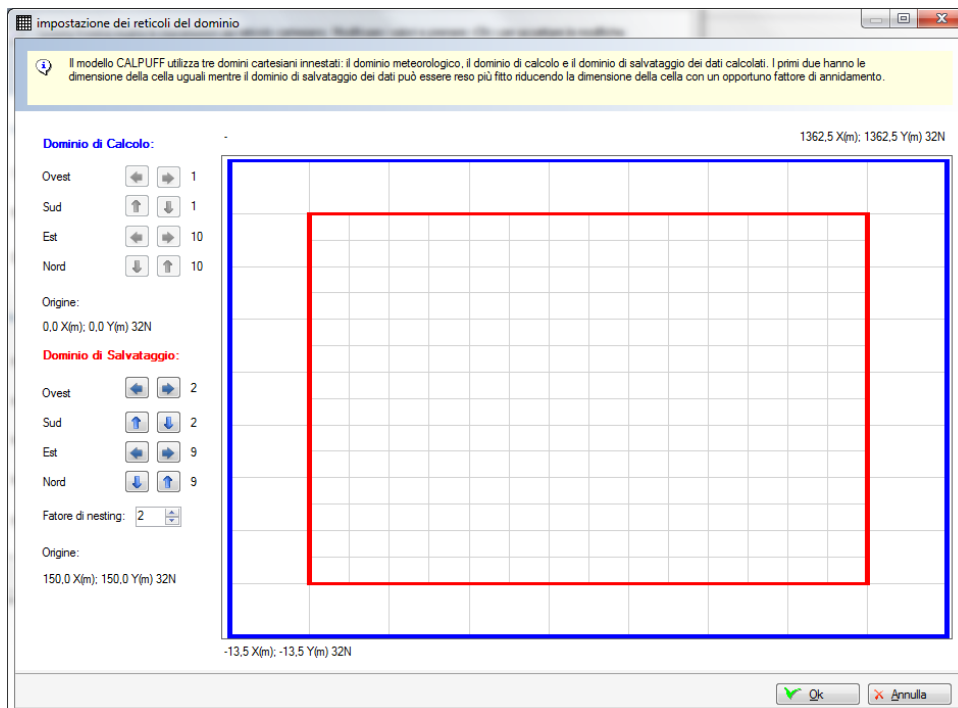 impostazione dei reticoli del dominio
Il modello CALPUFF utilizza tre domini cartesiani innestati: il dominio meteorologico, il dominio di calcolo e il dominio di salvataggio dei dati calcolati. I primi due hanno le
dimensione della cella uguali mentre il dominio di salvataggio dei dati può essere reso più fitto riducendo la dimensione della cella con un opportuno fattore di annidamento.
Dominio di Calcolo:
-
1362,5 X(m); 1362,5 Y(m) 32N
Ovest 1
Sud 1
Est 10
Nord 10
Origine:
0,0 X(m); 0,0 Y(m) 32N
Dominio di Salvataggio:
Ovest 2
Sud 2
Est 9
Nord 9
Fatore di nesting: 2
Origine:
150,0 X(m); 150,0 Y(m) 32N
-13,5 X(m); -13,5 Y(m) 32N
Ok
Annulla